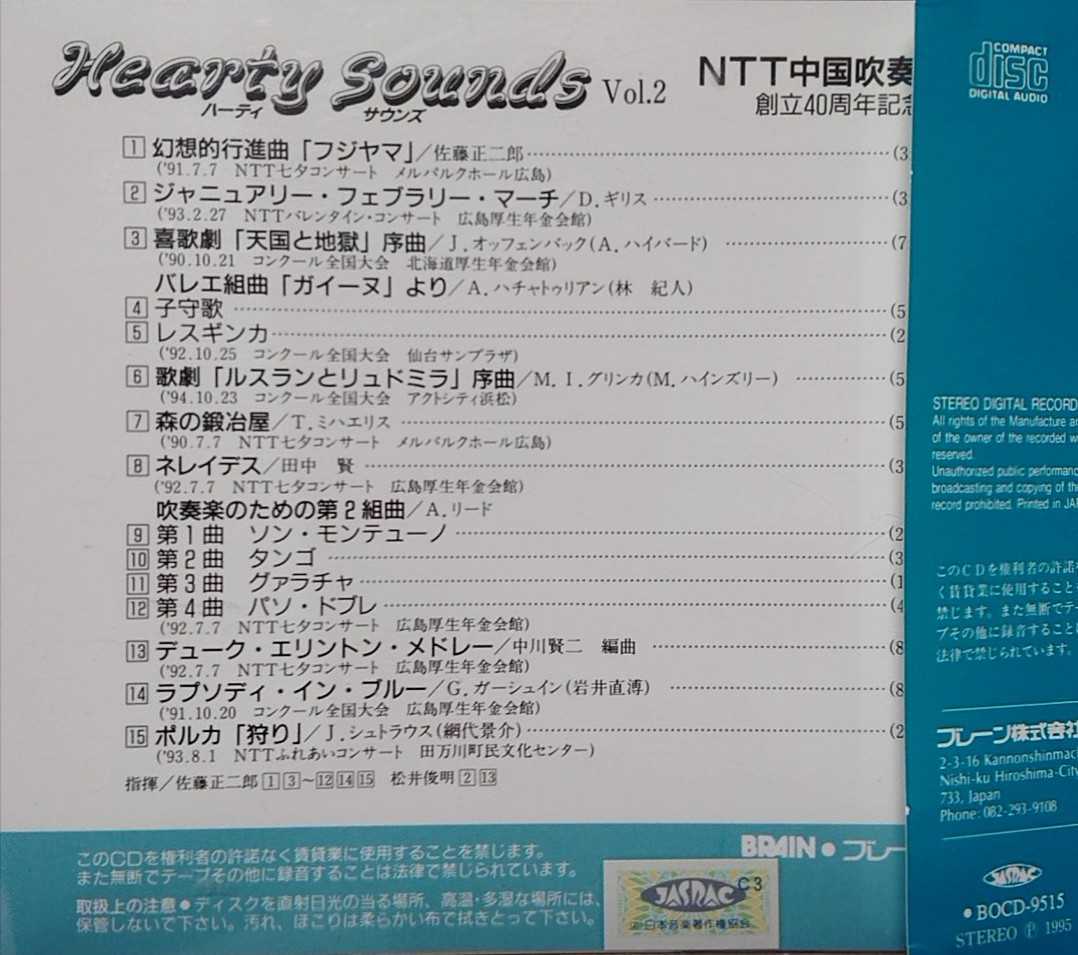 Hearty Sounds Vol.2
ハーティ サウンズ
NTT中国吹奏
創立40周年記念
1 幻想的行進曲「フジヤマ」/佐藤正二郎 (3
('91.7.7 NTT七夕コンサート メルパルクホール広島)
2 ジャニュアリー・フェブラリー・マーチ/D.ギリス (3
('93.2.27 NTTバレンタイン・コンサート 広島厚生年金会館)
3 喜歌劇「天国と地獄」序曲/J.オッフェンバック(A.ハイバード) (7
('90.10.21 コンクール全国大会 北海道厚生年金会館)
バレエ組曲「ガイーヌ」より/A.ハチャトゥリアン(林 紀人)
4 子守歌 (5
5 レスギンカ (2
('92.10.25 コンクール全国大会 仙台サンプラザ)
6 歌劇「ルスランとリュドミラ」序曲/M.I.グリンカ(M.ハインズリー) (5
('94.10.23 コンクール全国大会 アクトシティ浜松)
7 森の鍛冶屋/T.ミハエリス (5
('90.7.7 NTT七夕コンサート メルパルクホール広島)
8 ネレイデス/田中 賢 (3
('92.7.7 NTT七夕コンサート 広島厚生年金会館)
吹奏楽のための第2組曲/A.リード
9 第1曲 ソン・モンテューノ (2
10 第2曲 タンゴ (3
11 第3曲 グァラチャ (1
12 第4曲 パソ・ドブレ (4
('92.7.7 NTT七夕コンサート 広島厚生年金会館)
13 デューク・エリントン・メドレー/中川賢二 編曲 (8
('92.7.7 NTT七夕コンサート 広島厚生年金会館)
14 ラプソディ・イン・ブルー/G.ガーシュイン(岩井直溥) (8
('91.10.20 コンクール全国大会 広島厚生年金会館)
15 ポルカ「狩り」/J.シュトラウス(網代景介) (2
('93.8.1 NTTふれあいコンサート 田万川町民文化センター)
指揮/佐藤正二郎 1 3~12 14 15 松井俊明 2 13
BRAIN●ブレー
このCDを権利者の許諾なく賃貸業に使用することを禁じます。
また無断でテープその他に録音することは法律で禁じられています。
取扱上の注意●ディスクを直射日光の当る場所、高温・多湿な場所には、
保管しないで下さい。汚れ、ほこりは柔らかい布で拭きとって下さい。
JASRAC C3
日本音楽著作権協会
COMPACT
disc
DIGITAL AUDIO
STEREO DIGITAL RECORD
All rights of the Manufacture a
of the owner of the recorded w
reserved.
Unauthorized public performanc
broadcasting and copying of th
record prohibited. Printed in JA
このCDを権利者の許諾な
く賃貸業に使用すること
禁じます。また無断でテー
プその他に録音することは
法律で禁じられています。
ブレーン株式会社
2-3-16 Kannonshinmac
Nishi-ku Hiroshima-City
733, Japan
Phone: 082-293-9108
JASRAC
●BOCD-9515
STEREO Ⓟ 1995